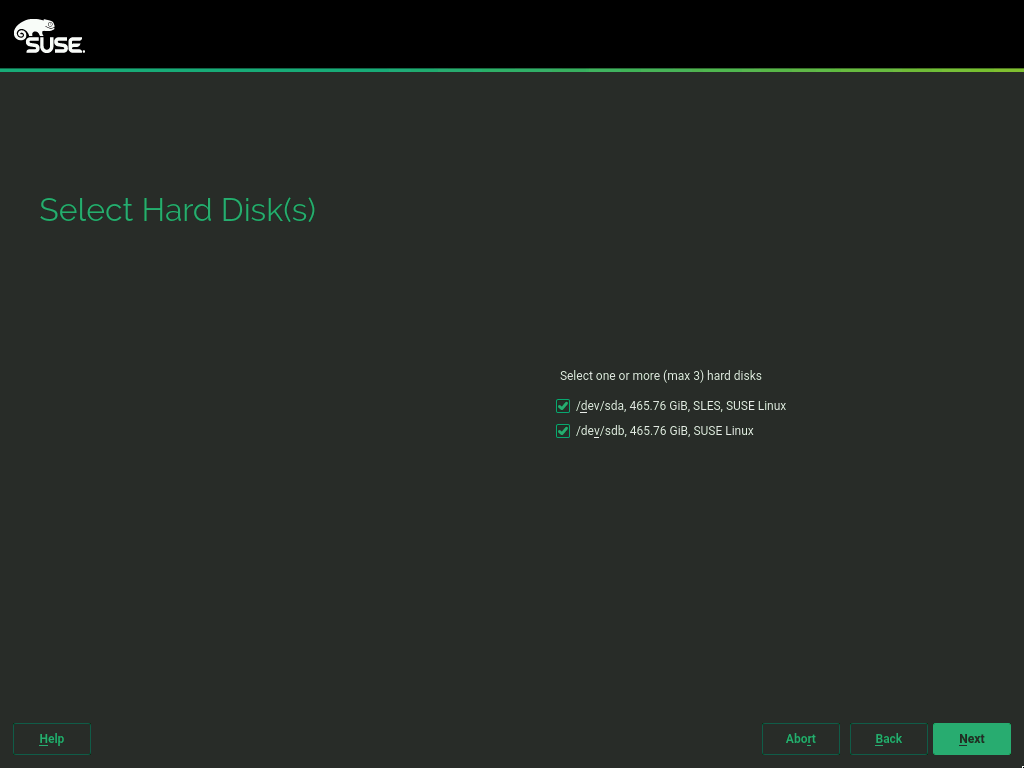 SUSE.
Select Hard Disk(s)
Select one or more (max 3) hard disks
/dev/sda, 465.76 GiB, SLES, SUSE Linux
/dev/sdb, 465.76 GiB, SUSE Linux
Help
Abort
Back
Next